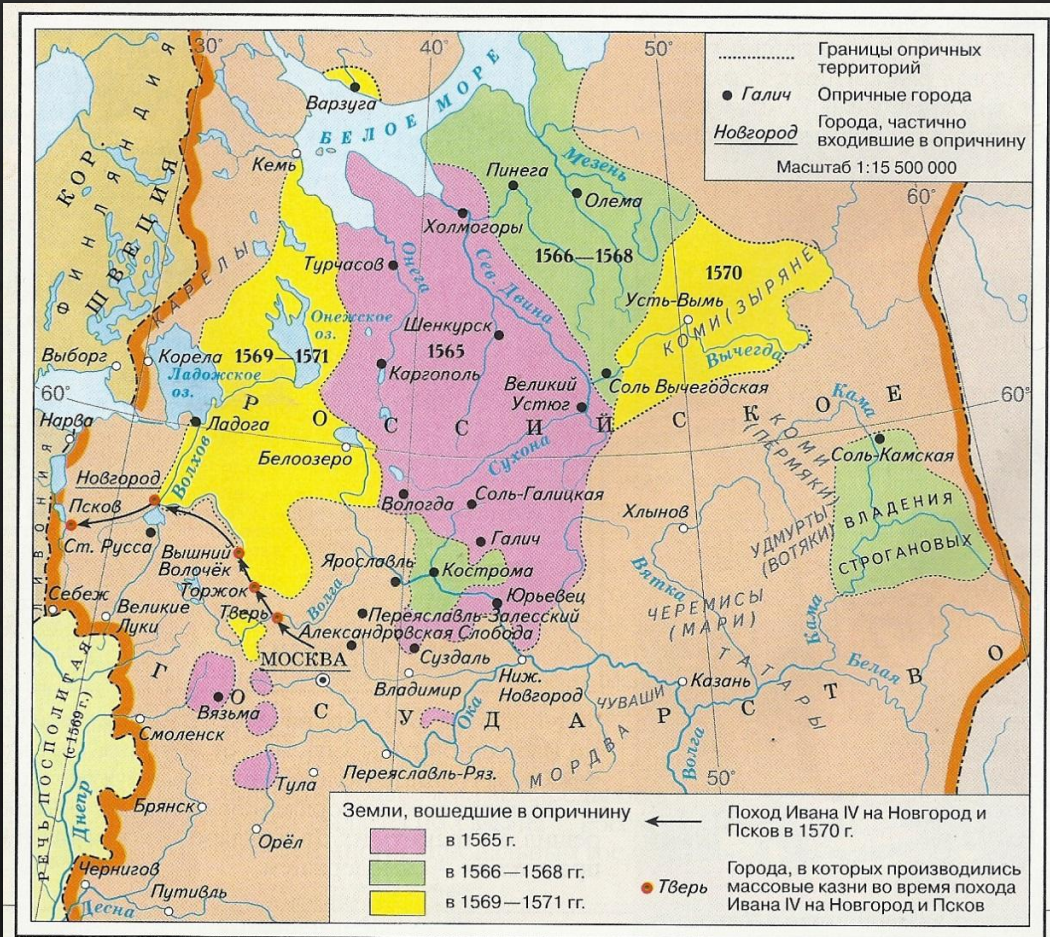 30°
40°
50°
60°
Границы опричных
территорий
Галич
Опричные города
Новгород
Города, частично
входившие в опричнину
Масштаб 1:15 500 000
БЕЛОЕ МОРЕ
Варзуга
Кемь
Пинега
Мезень
Олема
Холмогоры
ФИНЛЯНДИЯ
КОР.
ШВЕЦИЯ
КАРЕЛЫ
Турчасов
Онега
Сев. Двина
1566—1568
1570
Усть-Вымь
КОМИ (ЗЫРЯНЕ)
Вычегда
Онежское
оз.
Шенкурск
1565
Каргополь
Выборг
Корела
1569—1571
Ладожское
оз.
Великий
Устюг
Соль Вычегодская
60°
60°
РОССИЙСКОЕ
Нарва
Ладога
Волхов
Белоозеро
Сухона
Кама
КОМИ
(ПЕРМЯКИ)
Соль-Камская
Новгород
Псков
Вологда
Соль-Галицкая
Хлынов
ВЛАДЕНИЯ
СТРОГАНОВЫХ
УДМУРТЫ
(ВОТЯКИ)
ЛИВОНИЯ
Ст. Русса
Вышний
Волочёк
Галич
Ярославль
Кострома
Вятка
Торжок
Себеж
Великие
Луки
Тверь
Волга
Юрьевец
Переяславль-Залесский
Александровская Слобода
ЧЕРЕМИСЫ
(МАРИ)
Кама
МОСКВА
Суздаль
Владимир
Ниж.
Новгород
Казань
ТАТАРЫ
Белая
ГОСУДАРСТВО
Вязьма
Ока
ЧУВАШИ
МОРДВА
Волга
50°
Смоленск
РЕЧЬ ПОСПОЛИТАЯ
(с 1569 г.)
Днепр
Тула
Переяславль-Ряз.
Брянск
Орёл
Чернигов
Путивль
Десна
Земли, вошедшие в опричнину
в 1565 г.
в 1566—1568 гг.
в 1569—1571 гг.
Поход Ивана IV на Новгород и
Псков в 1570 г.
Тверь
Города, в которых производились
массовые казни во время похода
Ивана IV на Новгород и Псков